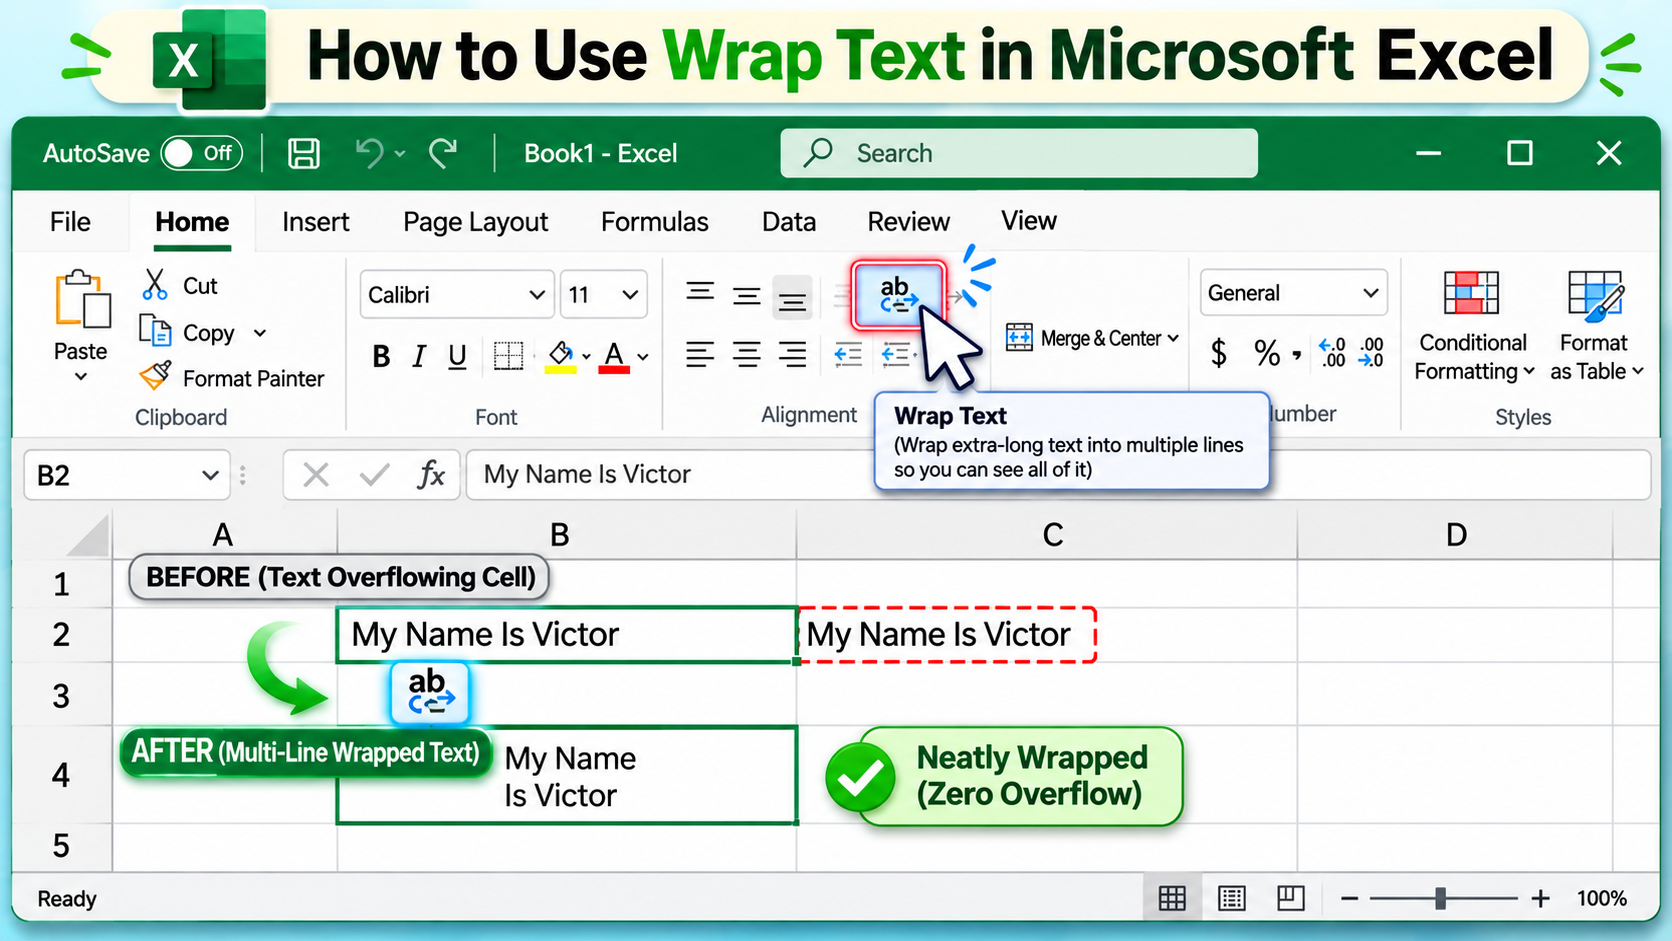 X
How to Use Wrap Text in Microsoft Excel
AutoSave Off Book1 - Excel Search
File Home Insert Page Layout Formulas Data Review View
Paste
Cut
Copy
Format Painter
Clipboard
Calibri 11
B I U A
Font
ab
c
Alignment
Merge & Center
General
$ % , .0 .00
.00 .0
Conditional
Formatting
Format
as Table
Styles
Wrap Text
(Wrap extra-long text into multiple lines
so you can see all of it)
umber
B2 fx My Name Is Victor
A B C D
1 BEFORE (Text Overflowing Cell)
2 My Name Is Victor My Name Is Victor
3 ab
c
4 AFTER (Multi-Line Wrapped Text)
My Name
Is Victor
Neatly Wrapped
(Zero Overflow)
5
Ready 100%